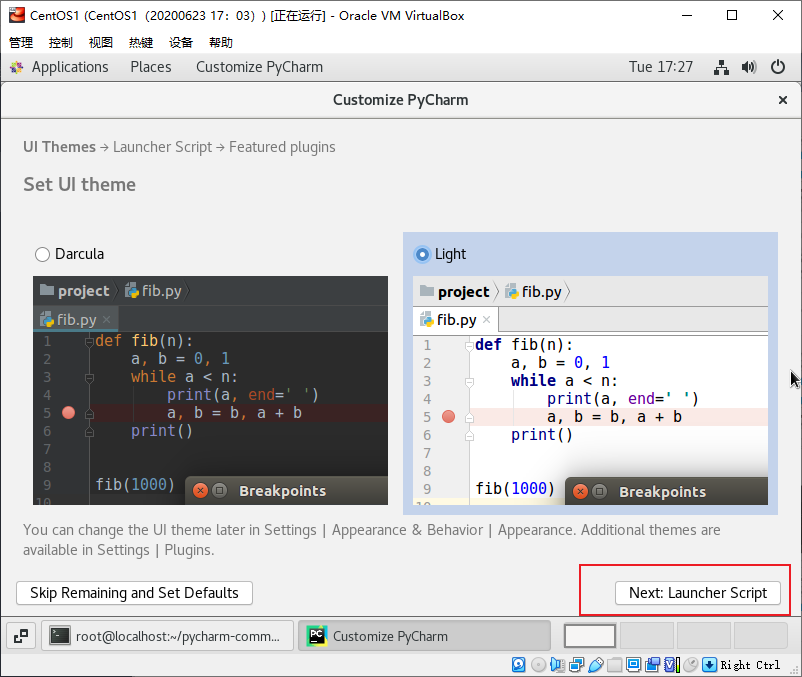 CentOS1 (CentOS1（20200623 17：03）) [正在运行] - Oracle VM VirtualBox
管理 控制 视图 热键 设备 帮助
Applications Places Customize PyCharm Tue 17:27
Customize PyCharm
UI Themes → Launcher Script → Featured plugins
Set UI theme
Darcula
project fib.py
fib.py
1 def fib(n):
2 a, b = 0, 1
3 while a < n:
4 print(a, end=' ')
5 a, b = b, a + b
6 print()
7
8
9 fib(1000)
10
Breakpoints
Light
project fib.py
fib.py
1 def fib(n):
2 a, b = 0, 1
3 while a < n:
4 print(a, end=' ')
5 a, b = b, a + b
6 print()
7
8
9 fib(1000)
10
Breakpoints
You can change the UI theme later in Settings | Appearance & Behavior | Appearance. Additional themes are
available in Settings | Plugins.
Skip Remaining and Set Defaults Next: Launcher Script
root@localhost:~/pycharm-comm... PC Customize PyCharm
Right Ctrl